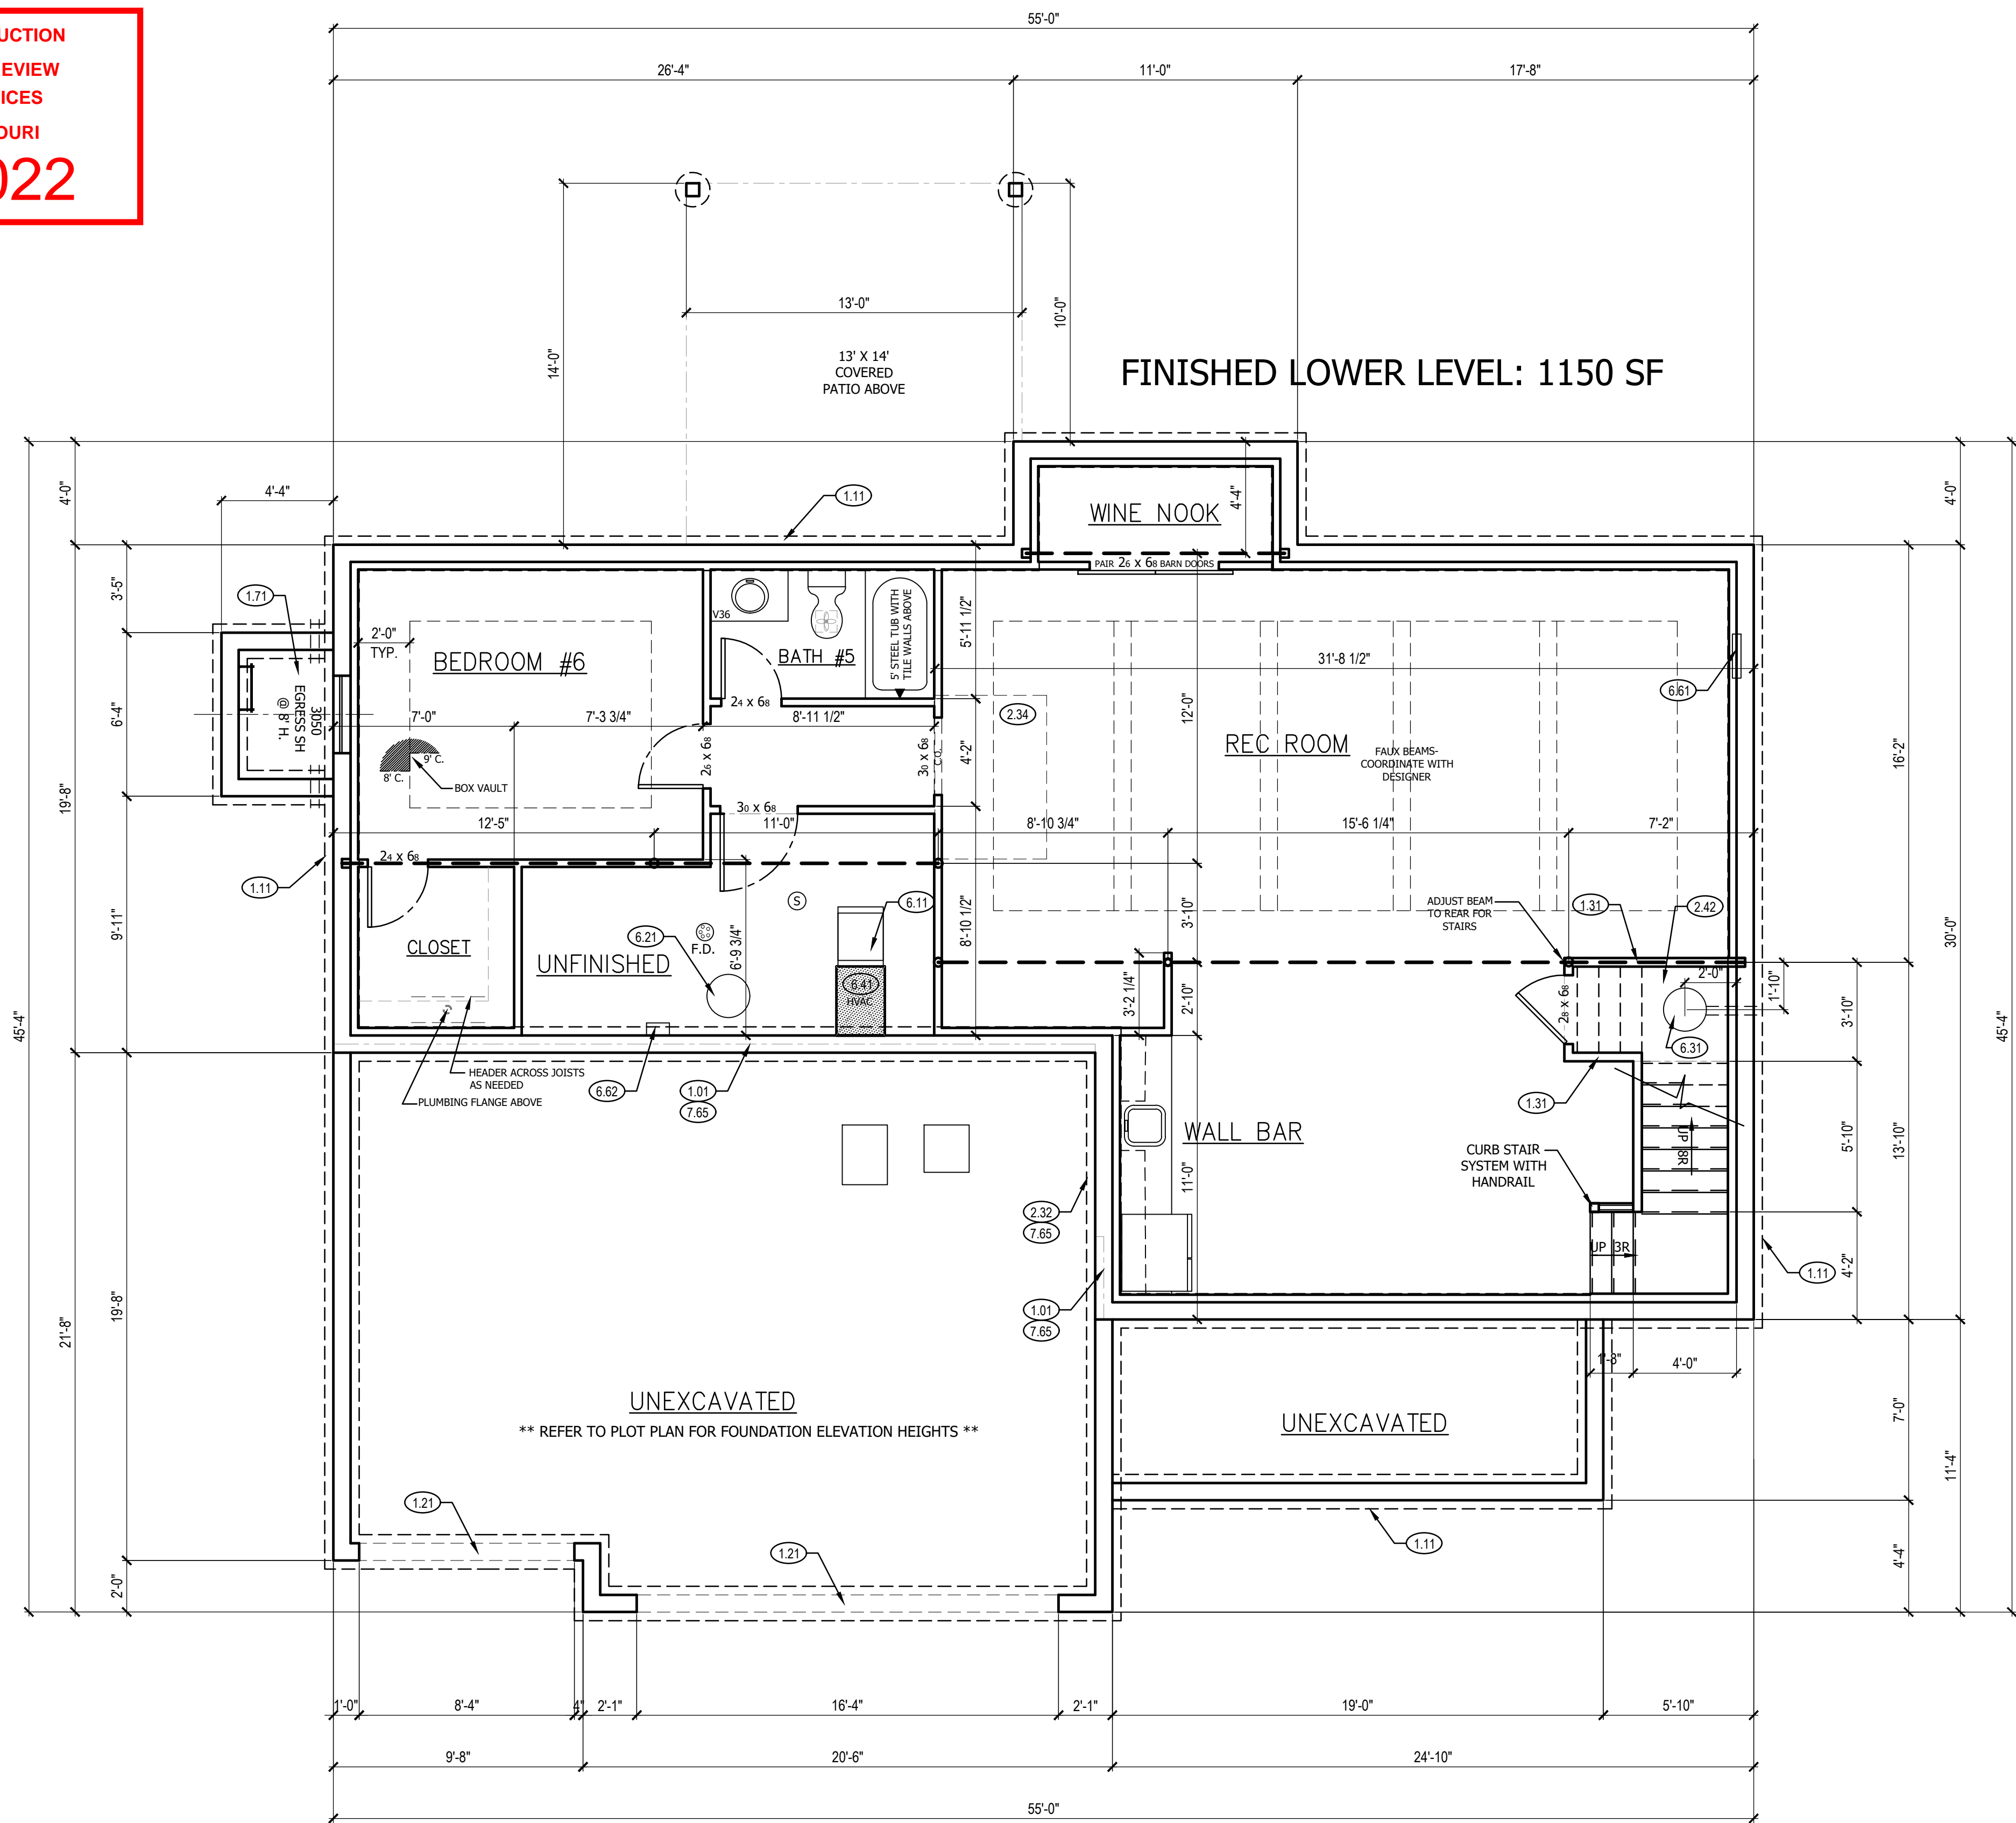 UCTION
EVIEW
ICES
OURI
022
55'-0"
26'-4"
11'-0"
17'-8"
13'-0"
14'-0"
10'-0"
13' X 14'
COVERED
PATIO ABOVE
FINISHED LOWER LEVEL: 1150 SF
4'-4"
4'-0"
1.11
WINE NOOK
4'-4"
4'-0"
PAIR 26 x 68 BARN DOORS
3'-5"
1.71
2'-0"
TYP.
V36
5' STEEL TUB WITH
TILE WALLS ABOVE
5'-11 1/2"
BEDROOM #6
BATH #5
31'-8 1/2"
6.61
EGRESS SH
3050
@ 8' H.
6'-4"
24 x 68
7'-0"
7'-3 3/4"
8'-11 1/2"
2.34
12'-0"
26 x 68
30 x 68
C.O.
4'-2"
REC ROOM
FAUX BEAMS-
COORDINATE WITH
DESIGNER
16'-2"
9' C.
8' C.
BOX VAULT
19'-8"
30 x 68
12'-5"
11'-0"
8'-10 3/4"
15'-6 1/4"
7'-2"
24 x 68
1.11
S
6.11
ADJUST BEAM
TO REAR FOR
STAIRS
1.31
2.42
9'-11"
6.21
F.D.
6'-9 3/4"
8'-10 1/2"
3'-10"
30'-0"
CLOSET
UNFINISHED
6.41
HVAC
3'-2 1/4"
2'-10"
28 x 68
2'-0"
1'-10"
3'-10"
45'-4"
45'-4"
6.31
HEADER ACROSS JOISTS
AS NEEDED
PLUMBING FLANGE ABOVE
6.62
1.01
7.65
1.31
WALL BAR
UP 8R
CURB STAIR
SYSTEM WITH
HANDRAIL
5'-10"
13'-10"
11'-0"
2.32
7.65
UP 3R
4'-2"
1.11
1.01
7.65
19'-8"
21'-8"
1'-8"
4'-0"
UNEXCAVATED
** REFER TO PLOT PLAN FOR FOUNDATION ELEVATION HEIGHTS **
UNEXCAVATED
7'-0"
11'-4"
1.21
1.21
1.11
4'-4"
2'-0"
1'-0"
8'-4"
4"
2'-1"
16'-4"
2'-1"
19'-0"
5'-10"
9'-8"
20'-6"
24'-10"
55'-0"